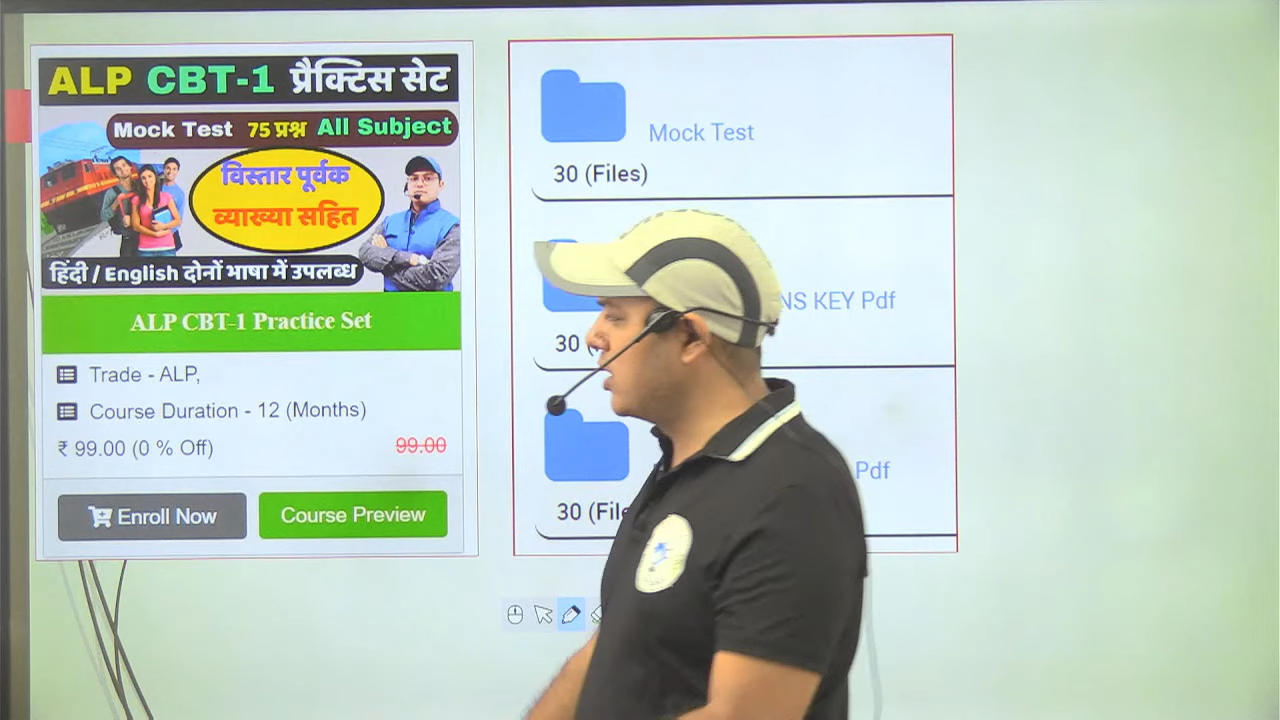 ALP CBT-1 प्रैक्टिस सेट
Mock Test 75 प्रश्न All Subject
विस्तार पूर्वक
व्याख्या सहित
हिंदी / English दोनों भाषा में उपलब्ध
ALP CBT-1 Practice Set
Trade - ALP,
Course Duration - 12 (Months)
₹ 99.00 (0 % Off) 99.00
Enroll Now
Course Preview
Mock Test
30 (Files)
KEY Pdf
30
Pdf
30